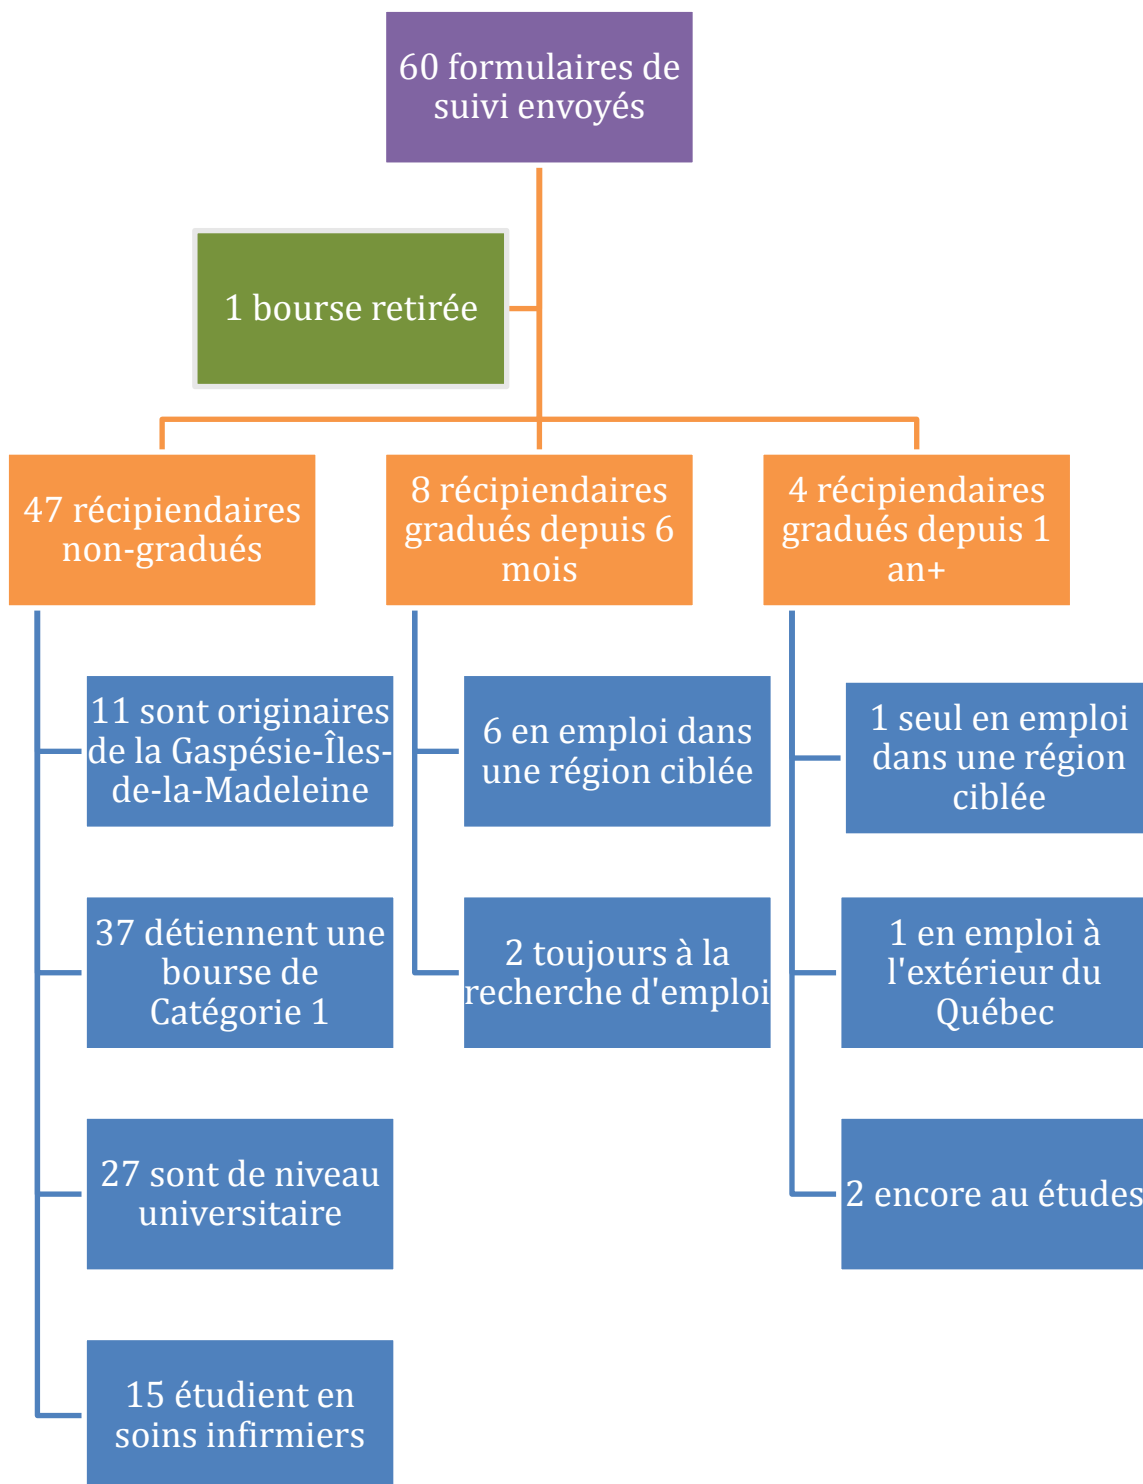 60 formulaires de
suivi envoyés
1 bourse retirée
47 récipiendaires
non-gradués
8 récipiendaires
gradués depuis 6
mois
4 récipiendaires
gradués depuis 1
an+
11 sont originaires
de la Gaspésie-Îles-
de-la-Madeleine
37 détiennent une
bourse de
Catégorie 1
27 sont de niveau
universitaire
15 étudient en
soins infirmiers
6 en emploi dans
une région ciblée
2 toujours à la
recherche d'emploi
1 seul en emploi
dans une région
ciblée
1 en emploi à
l'extérieur du
Québec
2 encore au études